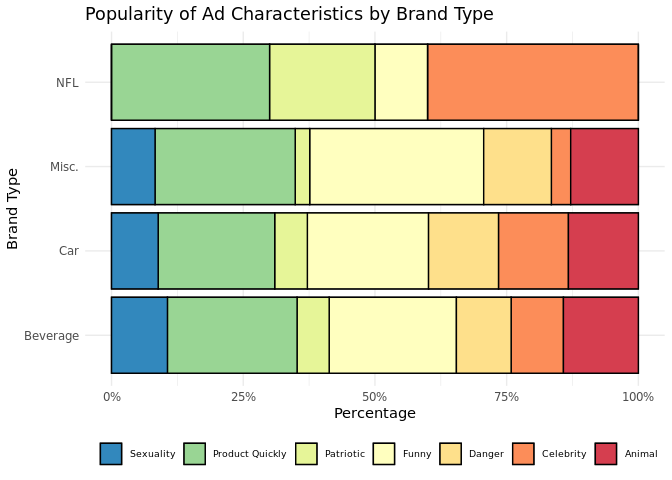 Popularity of Ad Characteristics by Brand Type
Brand Type
NFL
Misc.
Car
Beverage
0% 25% 50% 75% 100%
Percentage
Sexuality Product Quickly Patriotic Funny Danger Celebrity Animal